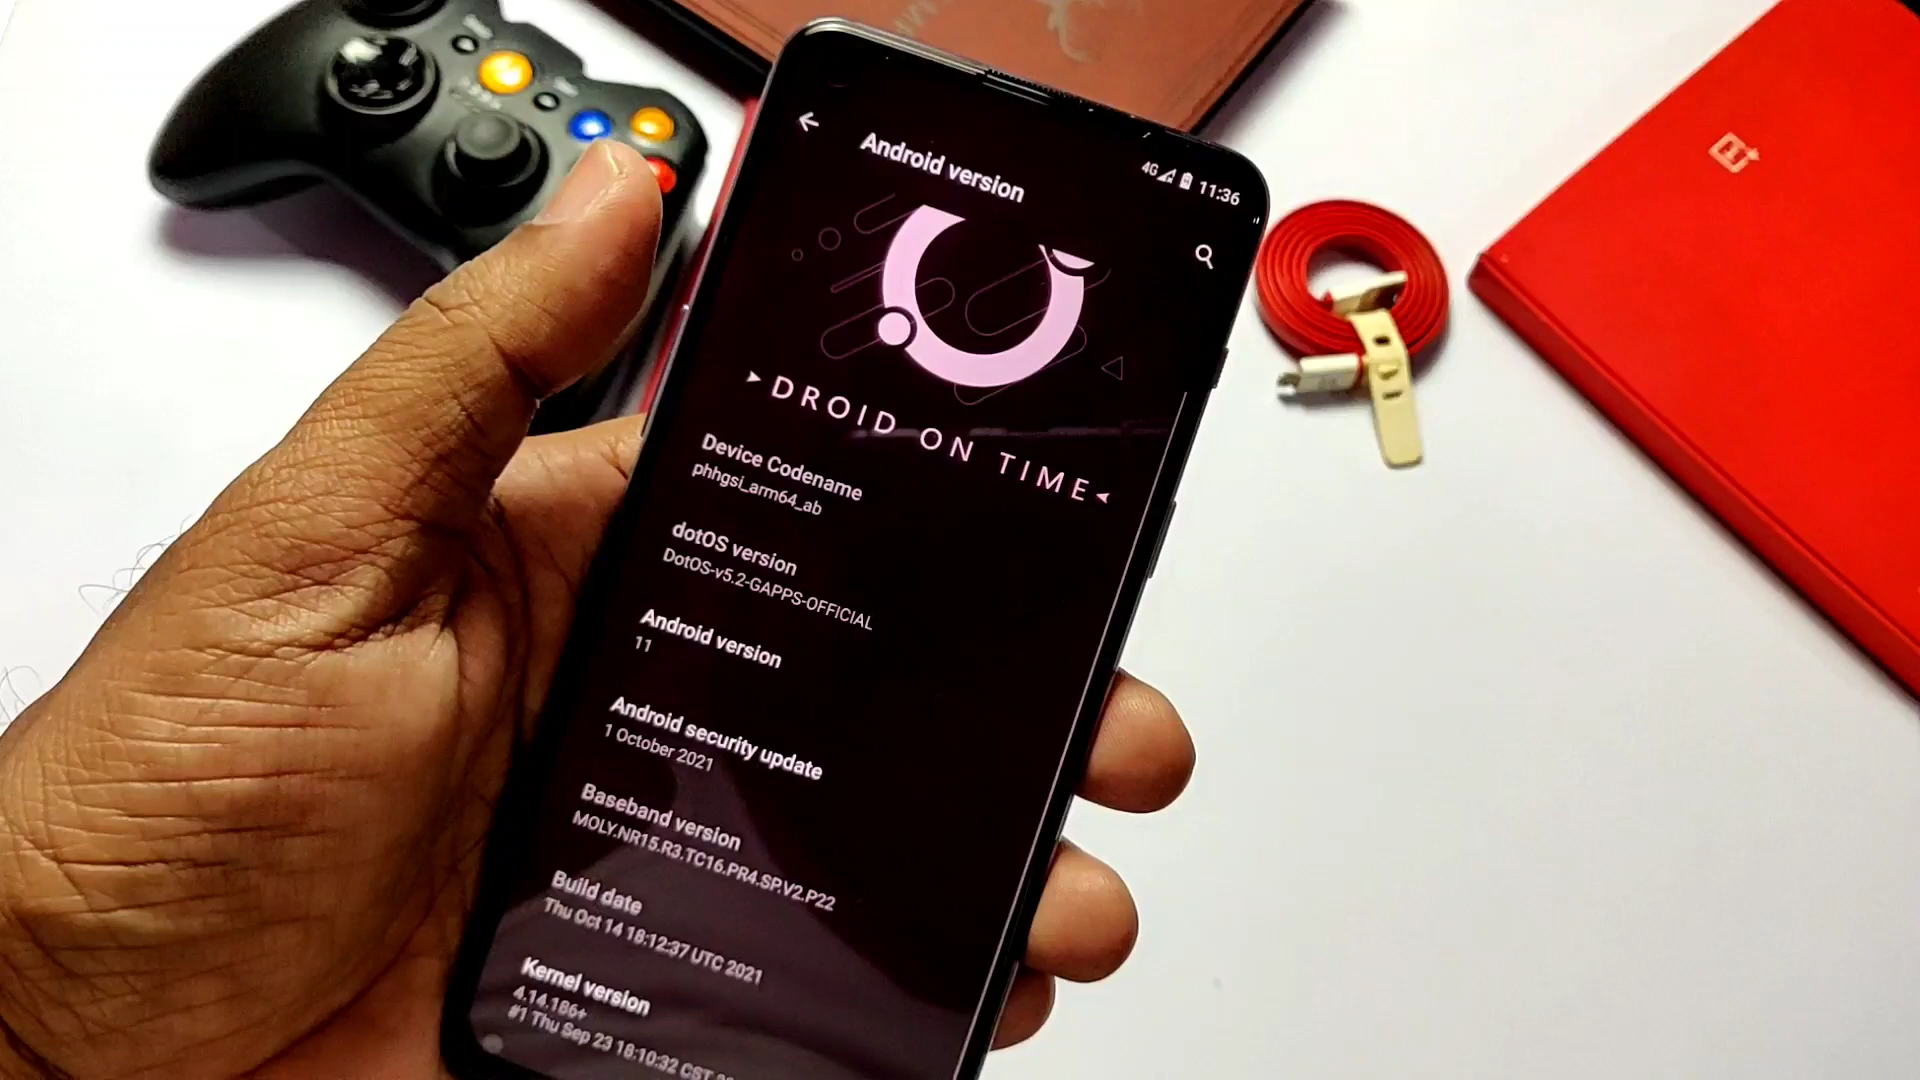 4G 11:36
Android version
DROID ON TIME
Device Codename
phhgsi_arm64_ab
dotOS version
DotOS-v5.2-GAPPS-OFFICIAL
Android version
11
Android security update
1 October 2021
Baseband version
MOLY.NR15.R3.TC16.PR4.SP.V2.P22
Build date
Thu Oct 14 18:12:37 UTC 2021
Kernel version
4.14.186+
#1 Thu Sep 23 18:10:32 CST